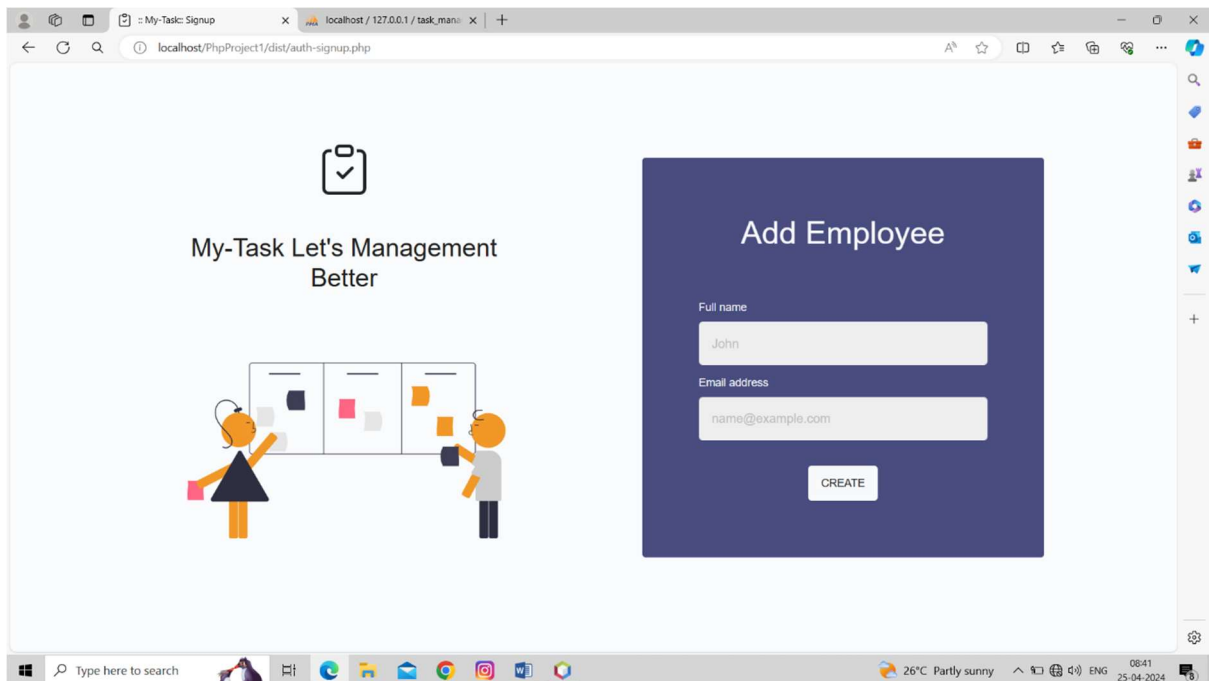 :: My-Task:: Signup
localhost / 127.0.0.1 / task_mana
localhost/PhpProject1/dist/auth-signup.php
My-Task Let's Management
Better
Add Employee
Full name
John
Email address
name@example.com
CREATE
Type here to search
26°C Partly sunny
ENG
08:41
25-04-2024
8